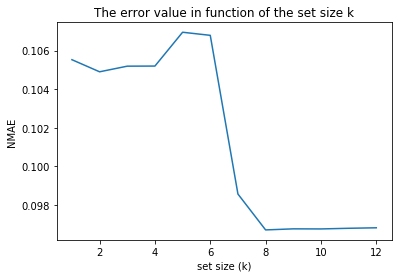 The error value in function of the set size k
0.106
0.104
0.102
0.100
0.098
NMAE
2 4 6 8 10 12
set size (k)